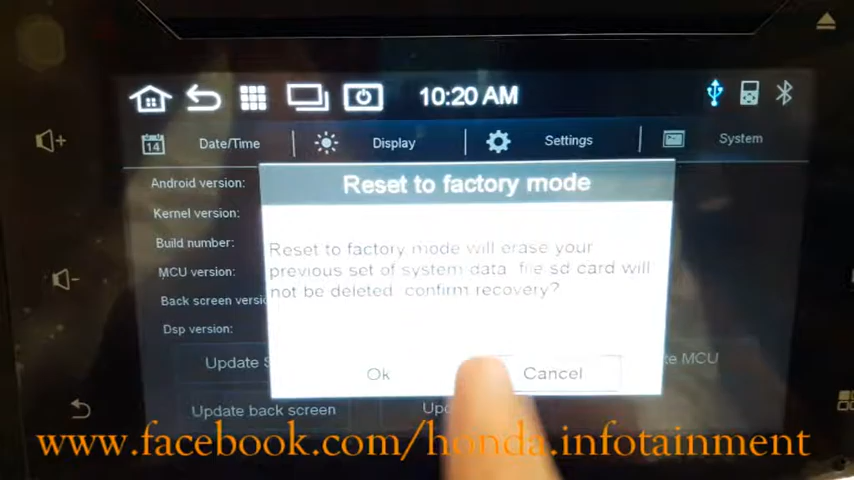 10:20 AM
14 Date/Time Display Settings System
Android version:
Reset to factory mode
Kernel version:
Build number:
Reset to factory mode will erase your
previous set of system data file sd card will
not be deleted confirm recovery?
MCU version:
Back screen versio
Dsp version:
Update
Ok
Cancel
te MCU
Update back screen
Up
www.facebook.com/honda.infotainment